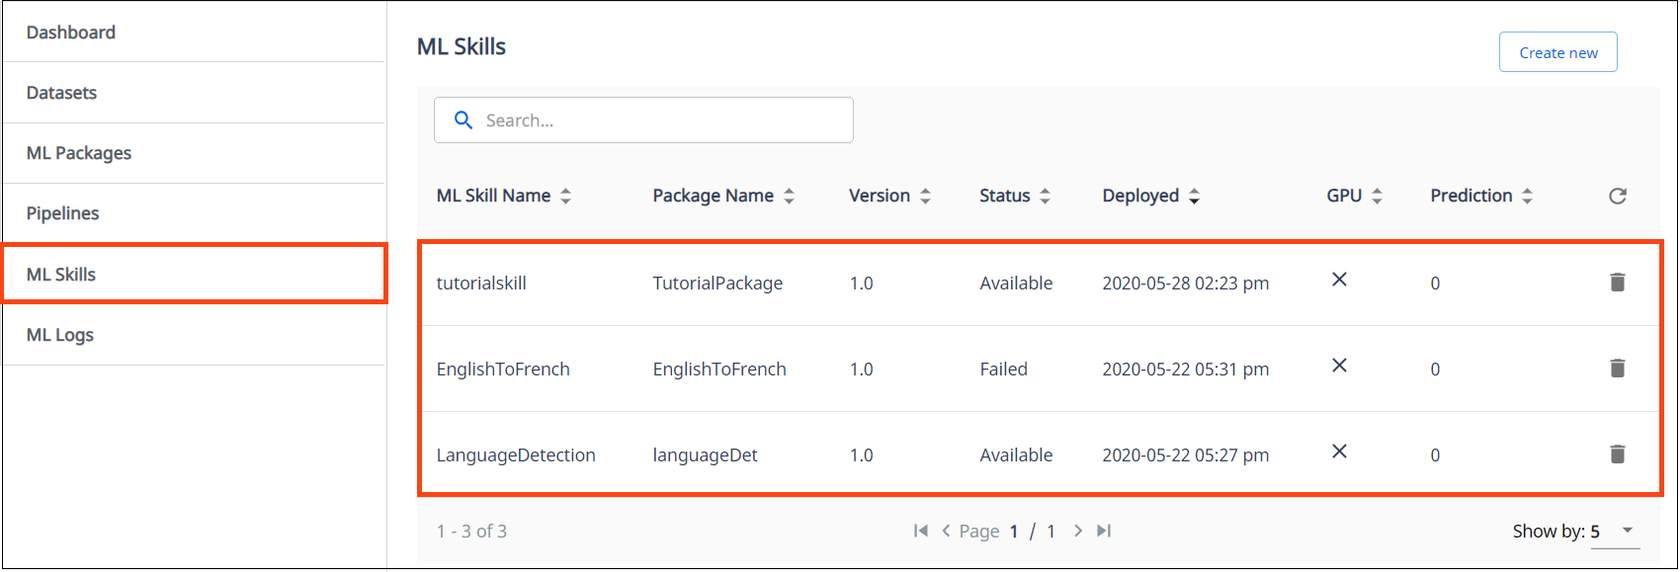 Dashboard
Datasets
ML Packages
Pipelines
ML Skills
ML Logs
ML Skills
Create new
Search...
ML Skill Name Package Name Version Status Deployed GPU Prediction
tutorialskill TutorialPackage 1.0 Available 2020-05-28 02:23 pm 0
EnglishToFrench EnglishToFrench 1.0 Failed 2020-05-22 05:31 pm 0
LanguageDetection languageDet 1.0 Available 2020-05-22 05:27 pm 0
1 - 3 of 3 Page 1 / 1 Show by: 5